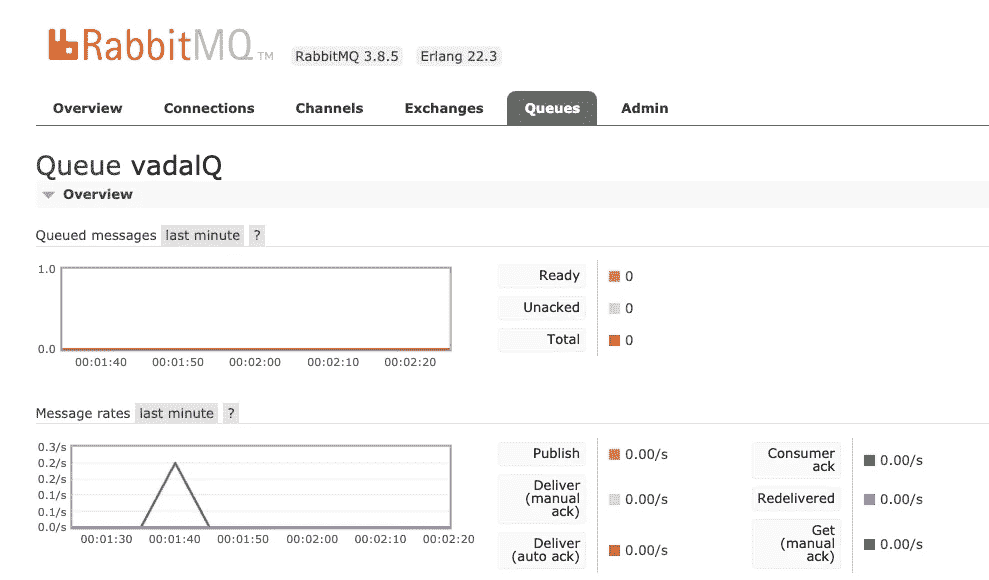 RabbitMQ TM RabbitMQ 3.8.5 Erlang 22.3
Overview Connections Channels Exchanges Queues Admin
Queue vadalQ
Overview
Queued messages last minute ?
1.0
0.0
00:01:40 00:01:50 00:02:00 00:02:10 00:02:20
Ready 0
Unacked 0
Total 0
Message rates last minute ?
0.3/s
0.2/s
0.2/s
0.1/s
0.1/s
0.0/s
00:01:30 00:01:40 00:01:50 00:02:00 00:02:10 00:02:20
Publish 0.00/s
Deliver
(manual 0.00/s
ack)
Deliver
(auto ack) 0.00/s
Consumer
ack 0.00/s
Redelivered 0.00/s
Get
(manual 0.00/s
ack)